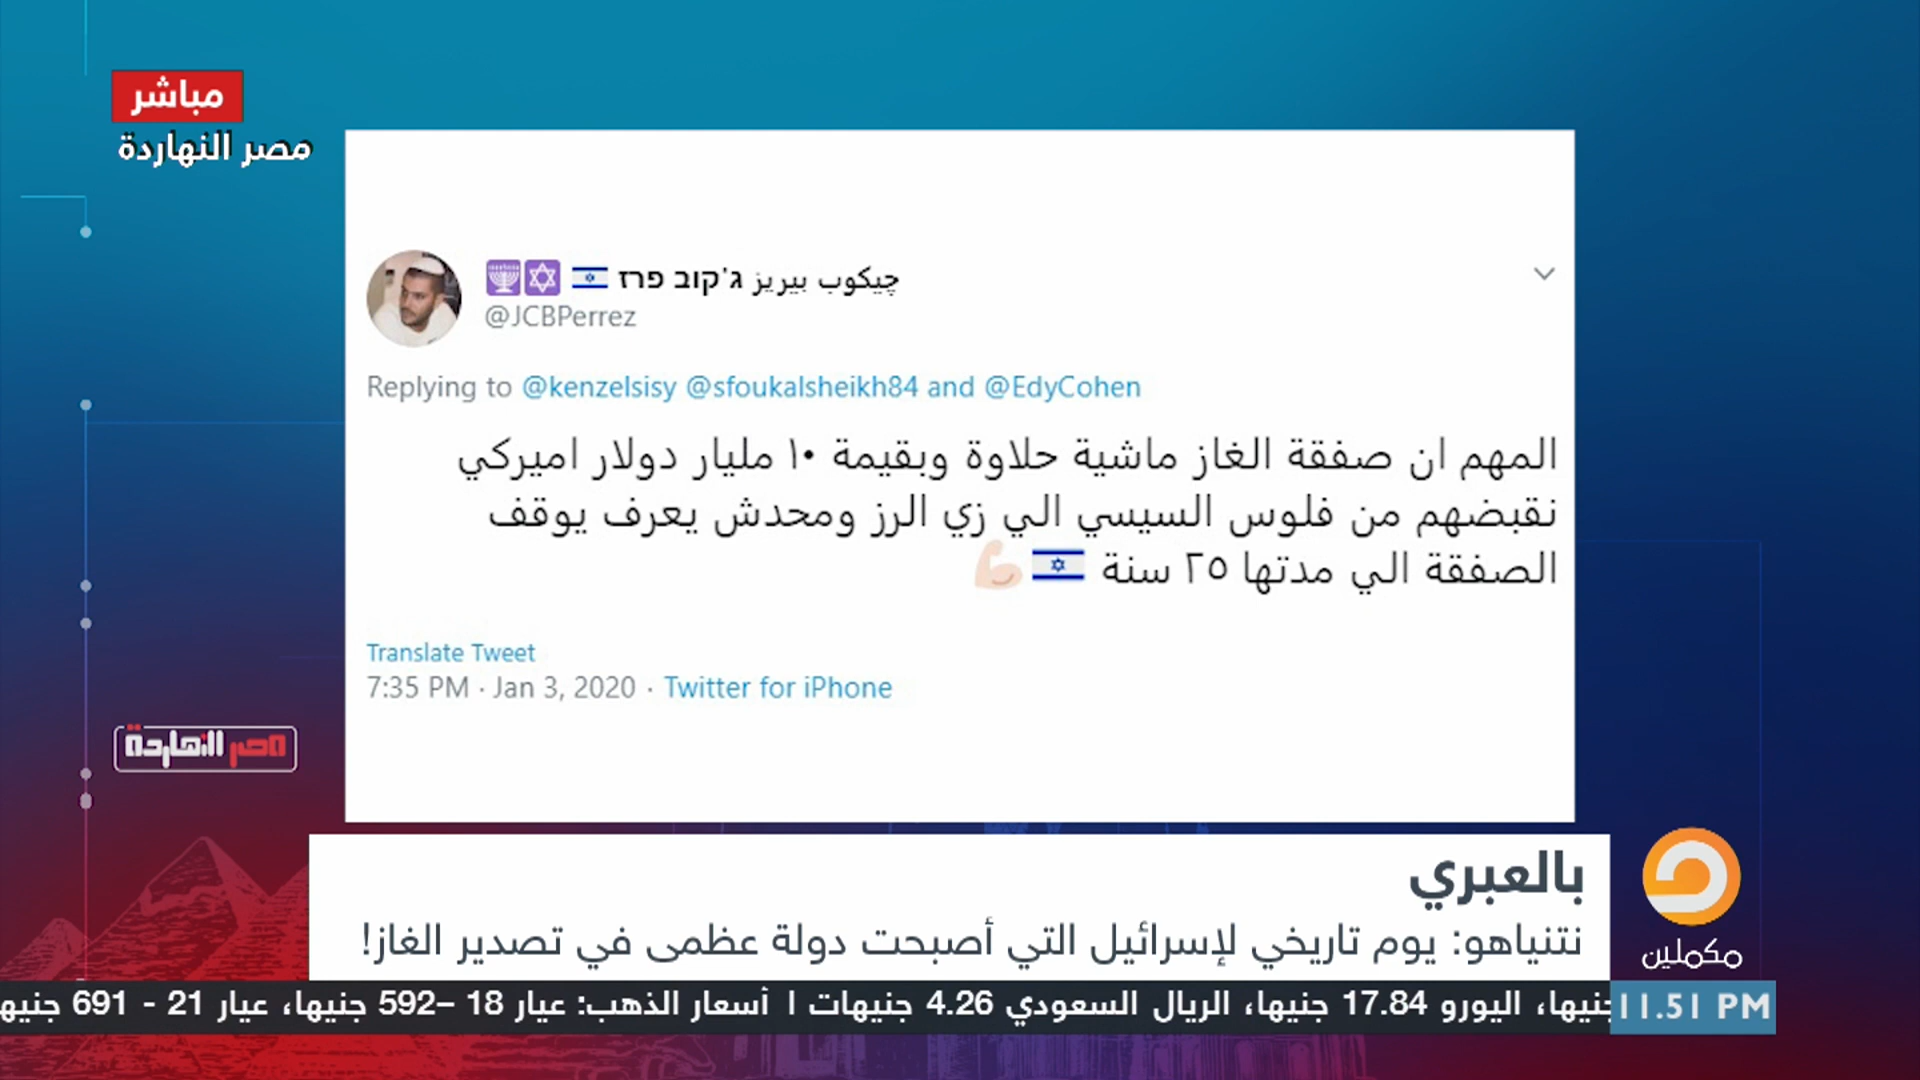 مباشر
مصر النهاردة
چيكوب بيريز ג'קוב פרז
@JCBPerrez
Replying to @kenzelsisy @sfoukalsheikh84 and @EdyCohen
المهم ان صفقة الغاز ماشية حلاوة وبقيمة ١٠ مليار دولار اميركي
نقبضهم من فلوس السيسي الي زي الرز ومحدش يعرف يوقف
الصفقة الي مدتها ٢٥ سنة
Translate Tweet
7:35 PM · Jan 3, 2020 · Twitter for iPhone
مصر النهاردة
بالعبري
نتنياهو: يوم تاريخي لإسرائيل التي أصبحت دولة عظمى في تصدير الغاز!
مكملين
جنيها، اليورو 17.84 جنيها، الريال السعودي 4.26 جنيهات | أسعار الذهب: عيار 18 –592 جنيها، عيار 21 - 691 جنيها
11.51 PM